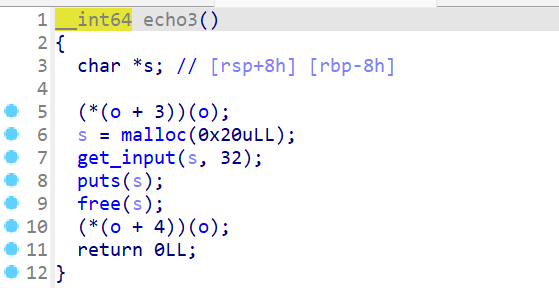 1 __int64 echo3()
2 {
3 char *s; // [rsp+8h] [rbp-8h]
4
5 (*(o + 3))(o);
6 s = malloc(0x20uLL);
7 get_input(s, 32);
8 puts(s);
9 free(s);
10 (*(o + 4))(o);
11 return 0LL;
12 }